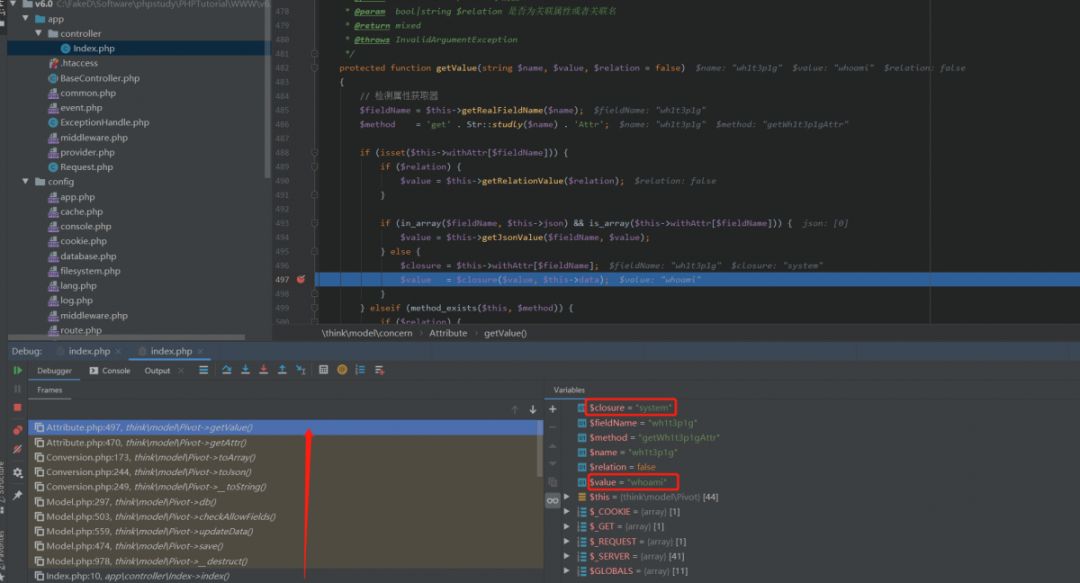 v6.0 C:\FakeD\Software\phpstudy\PHPTutorial\WWW\v6.
app
controller
Index.php
.htaccess
BaseController.php
common.php
event.php
ExceptionHandle.php
middleware.php
provider.php
Request.php
config
app.php
cache.php
console.php
cookie.php
database.php
filesystem.php
lang.php
log.php
middleware.php
route.php
478 * @param bool|string $relation 是否为关联属性或者关联名
479 * @return mixed
480 * @throws InvalidArgumentException
481 */
482 protected function getValue(string $name, $value, $relation = false) $name: "wh1t3p1g" $value: "whoami" $relation: false
483 {
484 // 检测属性获取器
485 $fieldName = $this->getRealFieldName($name); $fieldName: "wh1t3p1g"
486 $method = 'get' . Str::studly($name) . 'Attr'; $name: "wh1t3p1g" $method: "getWh1t3p1gAttr"
487
488 if (isset($this->withAttr[$fieldName])) {
489 if ($relation) {
490 $value = $this->getRelationValue($relation); $relation: false
491 }
492
493 if (in_array($fieldName, $this->json) && is_array($this->withAttr[$fieldName])) { json: [0]
494 $value = $this->getJsonValue($fieldName, $value);
495 } else {
496 $closure = $this->withAttr[$fieldName]; $fieldName: "wh1t3p1g" $closure: "system"
497 $value = $closure($value, $this->data); $value: "whoami"
498 }
499 } elseif (method_exists($this, $method)) {
500 if ($relation) {
\think\model\concern › Attribute › getValue()
Debug: index.php × index.php ×
Debugger Console Output
Frames
Attribute.php:497, think\model\Pivot->getValue()
Attribute.php:470, think\model\Pivot->getAttr()
Conversion.php:173, think\model\Pivot->toArray()
Conversion.php:244, think\model\Pivot->toJson()
Conversion.php:249, think\model\Pivot->__toString()
Model.php:297, think\model\Pivot->db()
Model.php:503, think\model\Pivot->checkAllowFields()
Model.php:559, think\model\Pivot->updateData()
Model.php:474, think\model\Pivot->save()
Model.php:978, think\model\Pivot->__destruct()
Index.php:10, app\controller\Index->index()
Variables
$closure = "system"
$fieldName = "wh1t3p1g"
$method = "getWh1t3p1gAttr"
$name = "wh1t3p1g"
$relation = false
$value = "whoami"
$this = {think\model\Pivot} [44]
$_COOKIE = {array} [1]
$_GET = {array} [1]
$_REQUEST = {array} [1]
$_SERVER = {array} [41]
$GLOBALS = {array} [11]